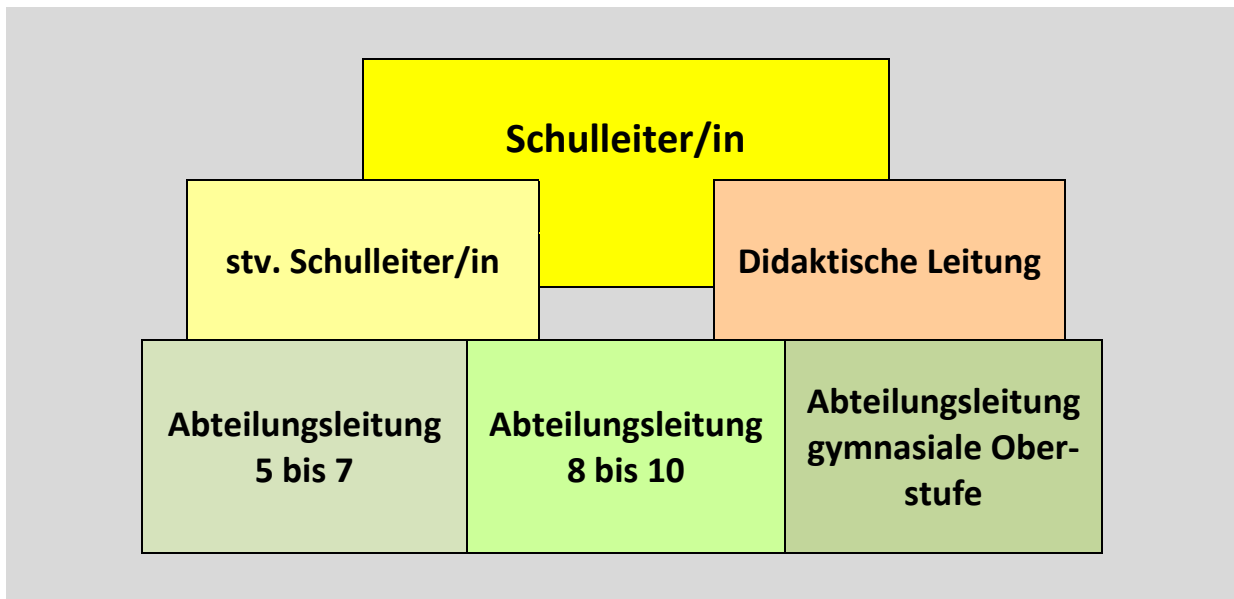 Schulleiter/in
stv. Schulleiter/in
Didaktische Leitung
Abteilungsleitung
5 bis 7
Abteilungsleitung
8 bis 10
Abteilungsleitung
gymnasiale Ober-
stufe